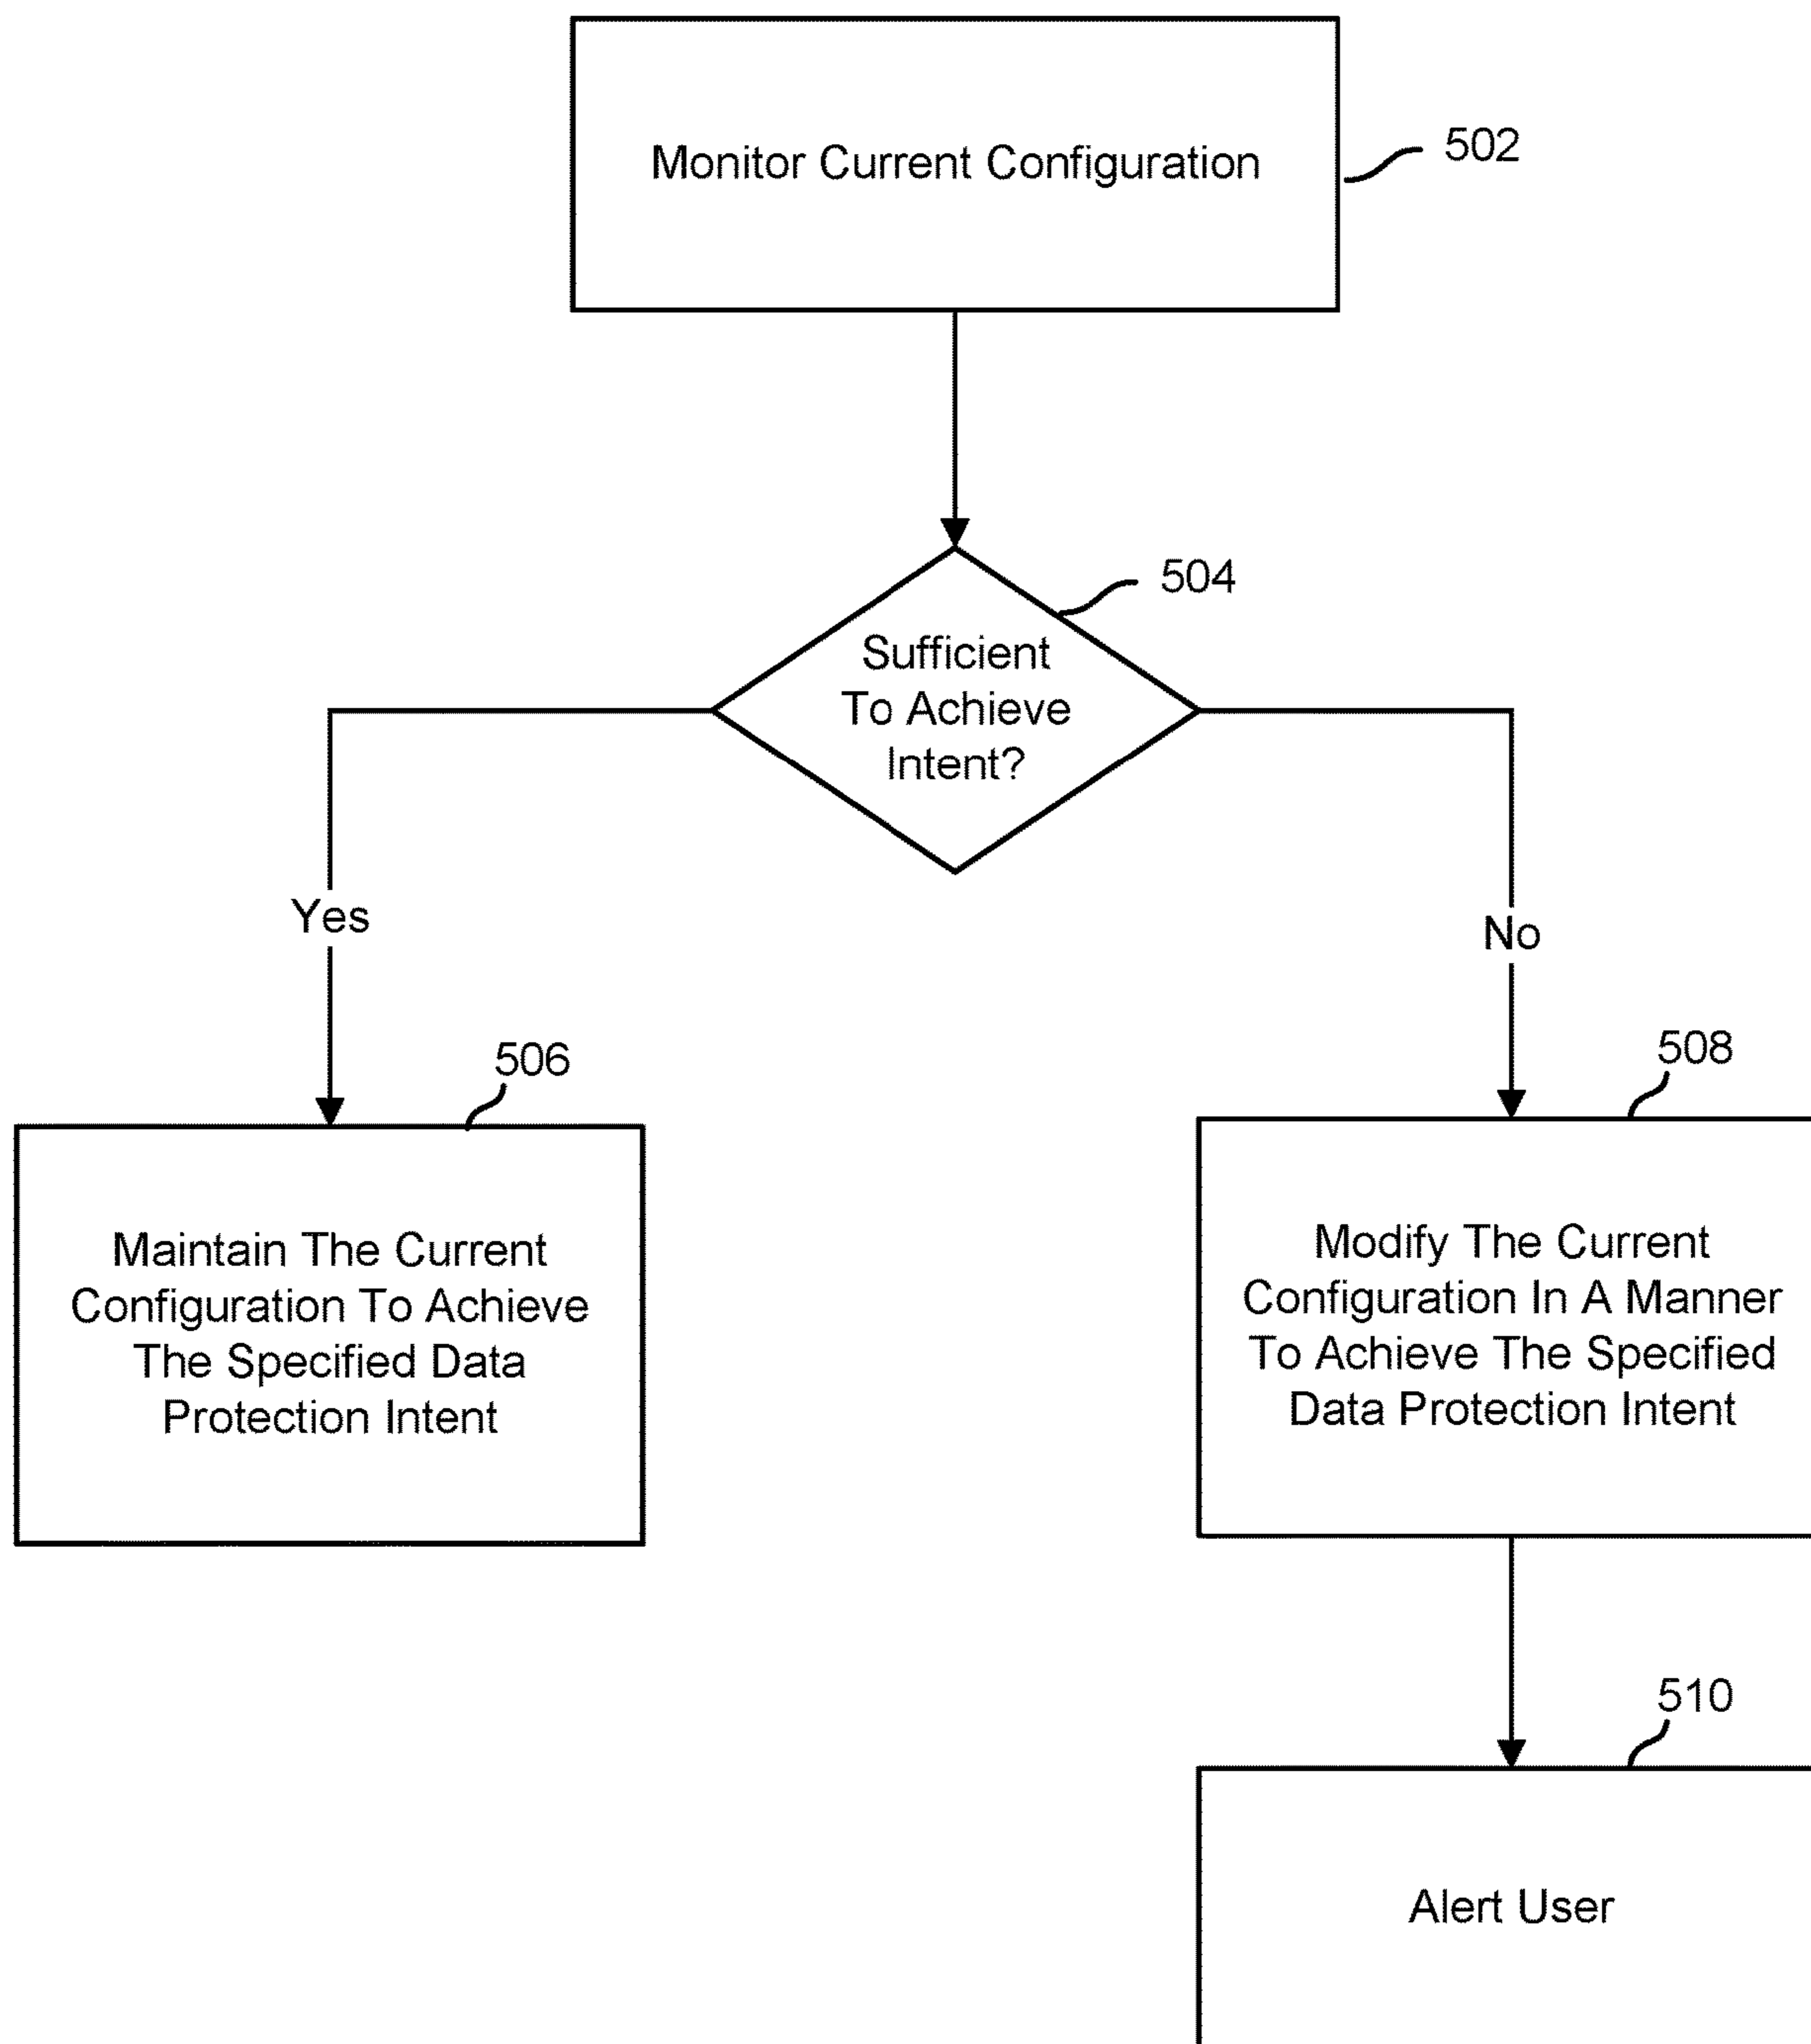 Monitor Current Configuration
502
504
Sufficient
To Achieve
Intent?
Yes
No
506
508
Maintain The Current
Configuration To Achieve
The Specified Data
Protection Intent
Modify The Current
Configuration In A Manner
To Achieve The Specified
Data Protection Intent
510
Alert User